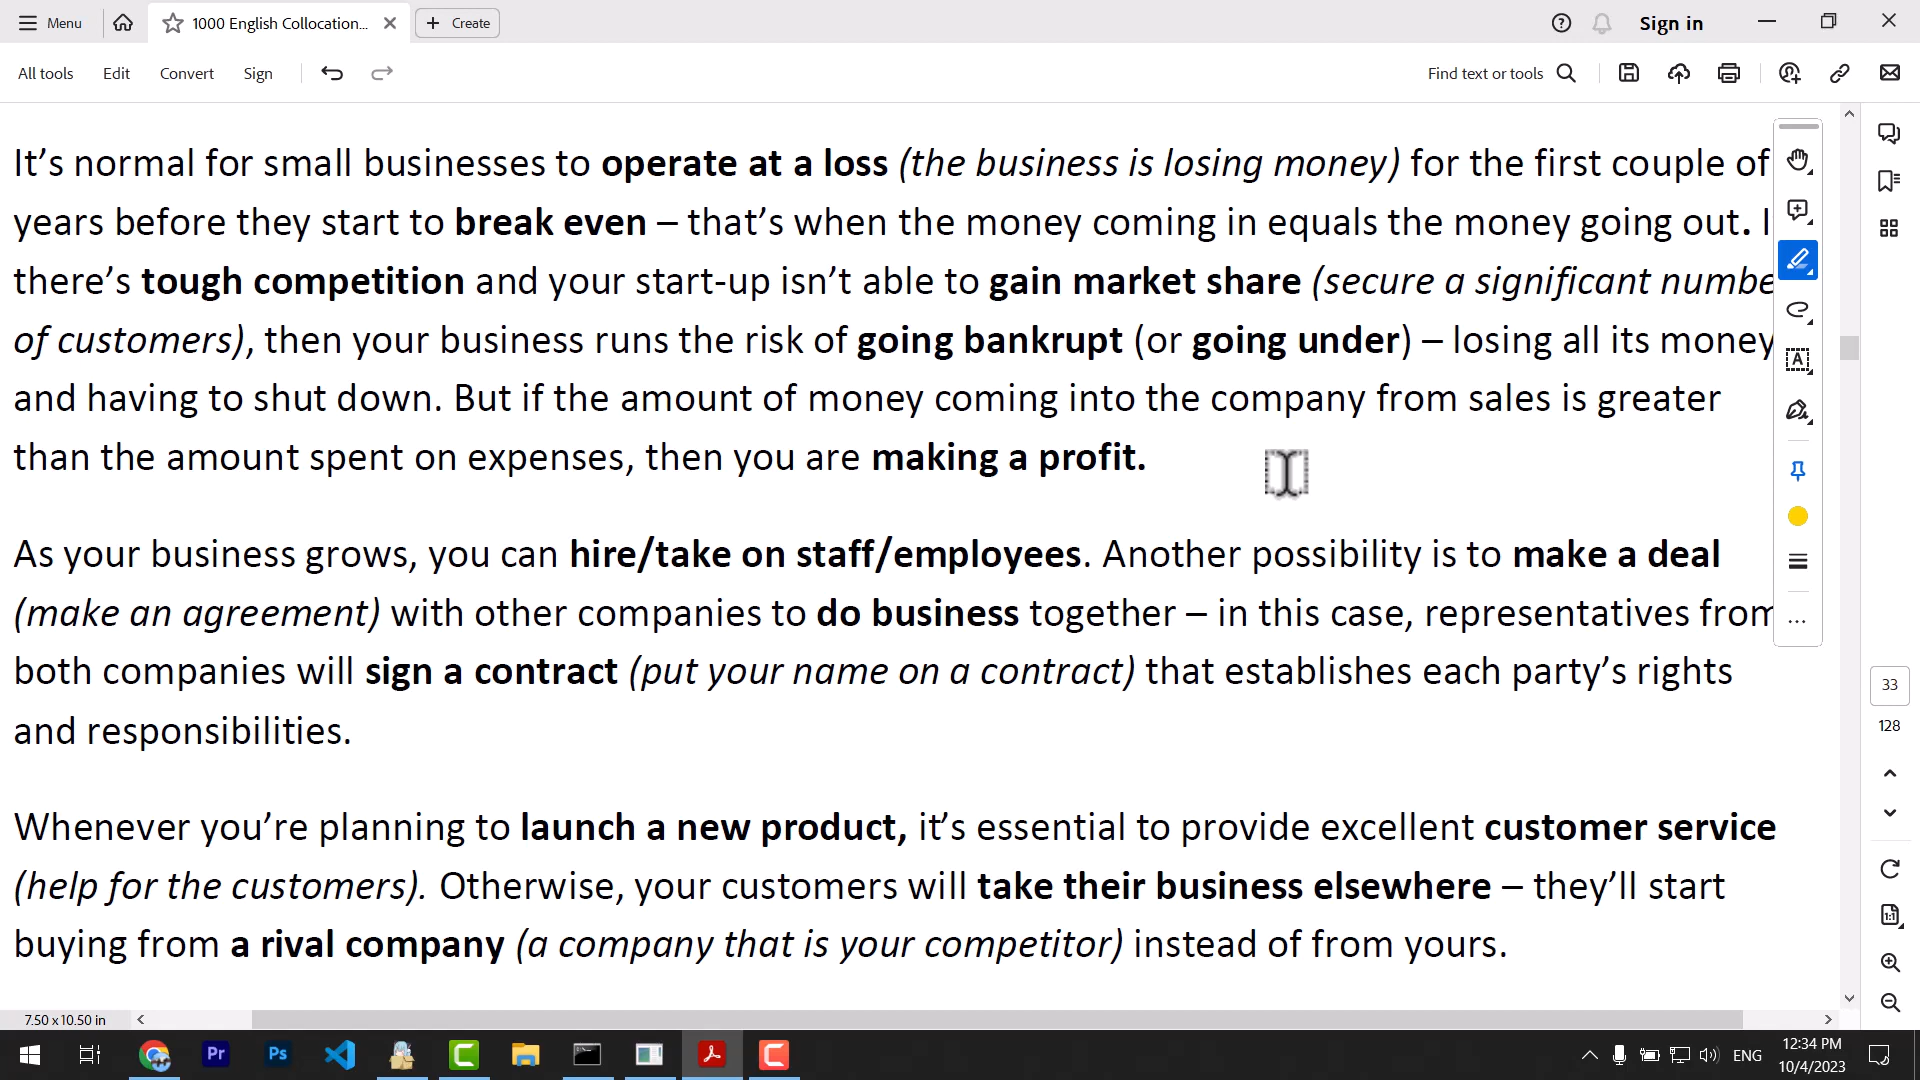 Menu
1000 English Collocation...
Create
Sign in
All tools
Edit
Convert
Sign
Find text or tools
It’s normal for small businesses to operate at a loss (the business is losing money) for the first couple of
years before they start to break even – that’s when the money coming in equals the money going out. I
there’s tough competition and your start-up isn’t able to gain market share (secure a significant numbe
of customers), then your business runs the risk of going bankrupt (or going under) – losing all its money
and having to shut down. But if the amount of money coming into the company from sales is greater
than the amount spent on expenses, then you are making a profit.
As your business grows, you can hire/take on staff/employees. Another possibility is to make a deal
(make an agreement) with other companies to do business together – in this case, representatives from
both companies will sign a contract (put your name on a contract) that establishes each party’s rights
and responsibilities.
Whenever you’re planning to launch a new product, it’s essential to provide excellent customer service
(help for the customers). Otherwise, your customers will take their business elsewhere – they’ll start
buying from a rival company (a company that is your competitor) instead of from yours.
33
128
7.50 x 10.50 in
Pr
Ps
ENG
12:34 PM
10/4/2023